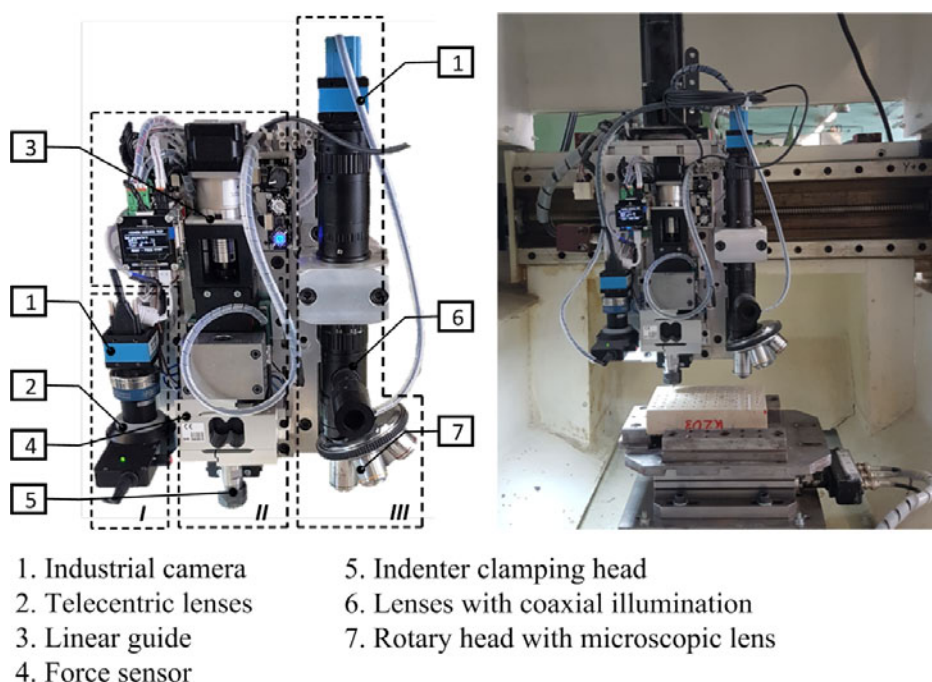 1
3
1
2
6
4
7
5
I
II
III
KZ03
1. Industrial camera
2. Telecentric lenses
3. Linear guide
4. Force sensor
5. Indenter clamping head
6. Lenses with coaxial illumination
7. Rotary head with microscopic lens